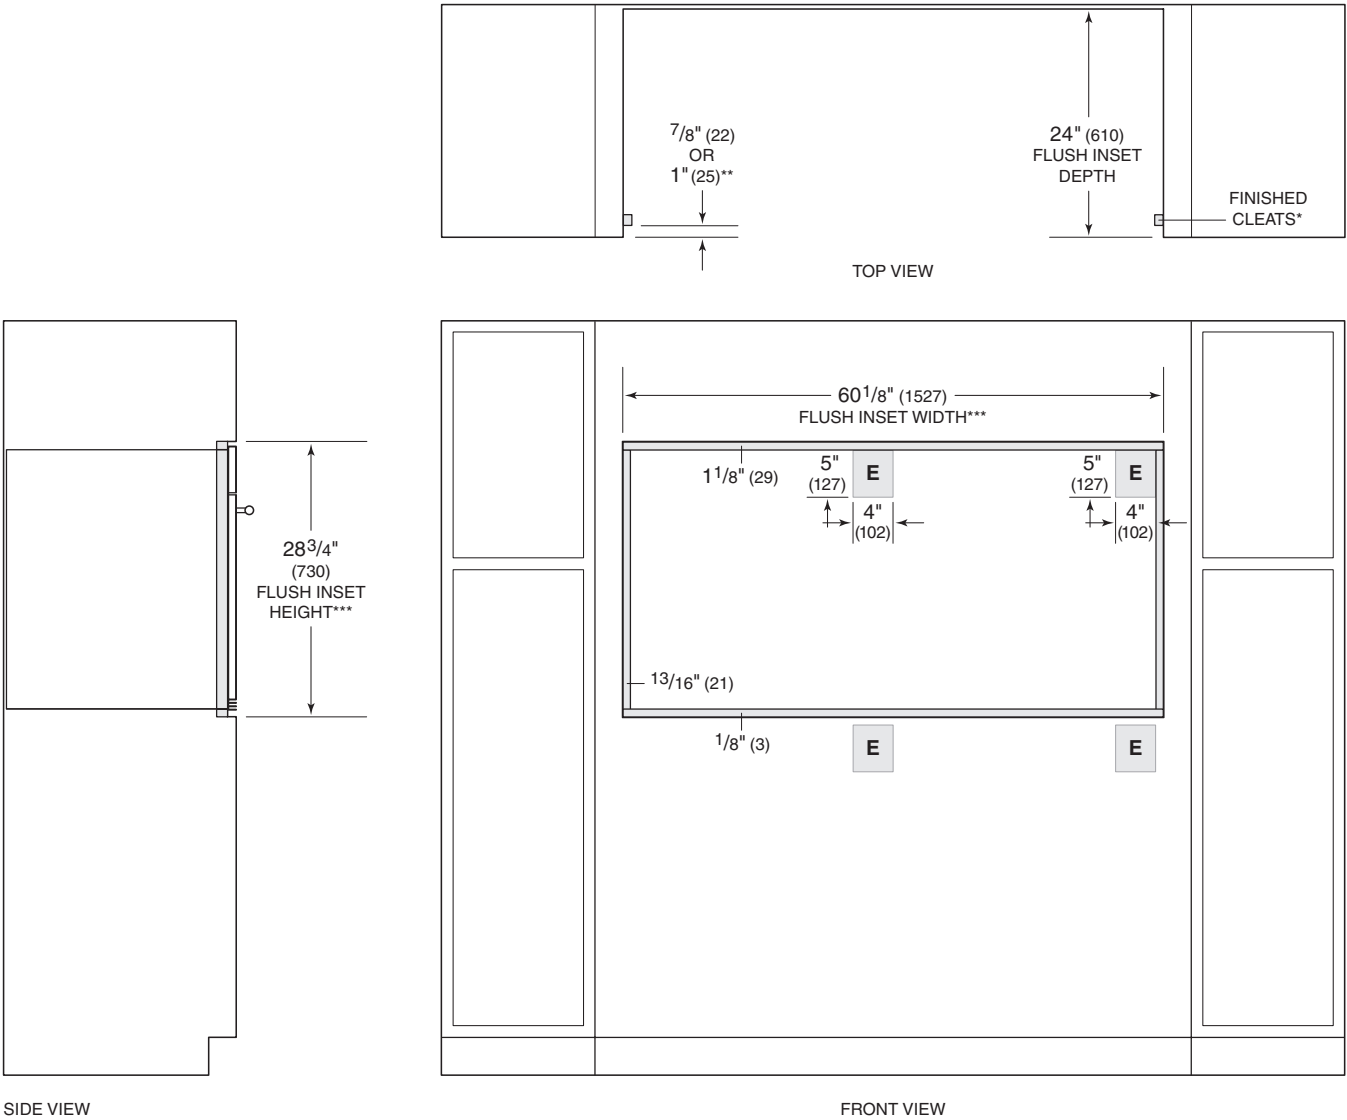 7/8" (22)
OR
1" (25)**
24" (610)
FLUSH INSET
DEPTH
FINISHED
CLEATS*
TOP VIEW
60 1/8" (1527)
FLUSH INSET WIDTH***
1 1/8" (29)
5"
(127)
E
4"
(102)
5"
(127)
E
4"
(102)
28 3/4"
(730)
FLUSH INSET
HEIGHT***
13/16" (21)
1/8" (3)
E
E
SIDE VIEW
FRONT VIEW